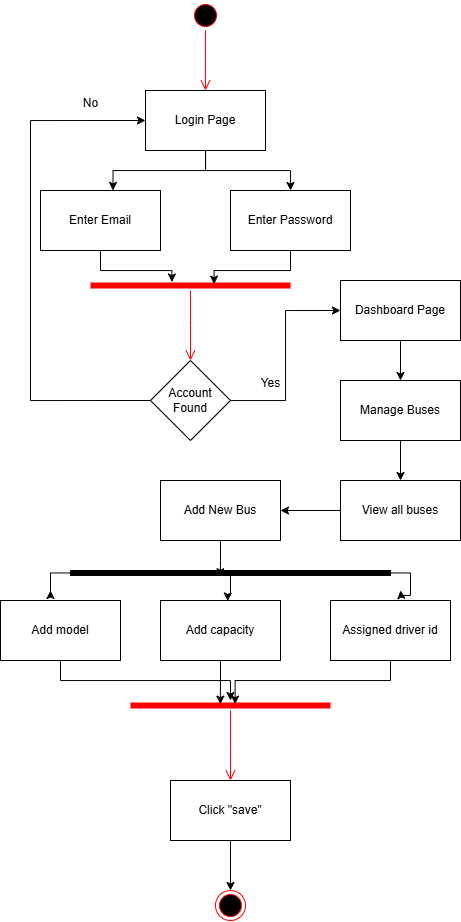 No
Login Page
Enter Email
Enter Password
Dashboard Page
Yes
Account
Found
Manage Buses
Add New Bus
View all buses
Add model
Add capacity
Assigned driver id
Click "save"